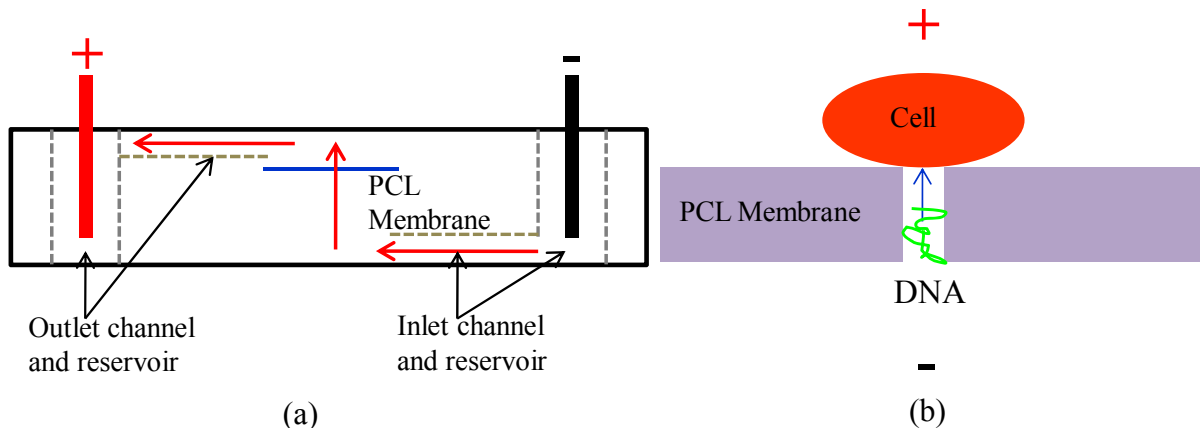 +
-
PCL
Membrane
Outlet channel
and reservoir
Inlet channel
and reservoir
(a)
+
Cell
PCL Membrane
DNA
-
(b)